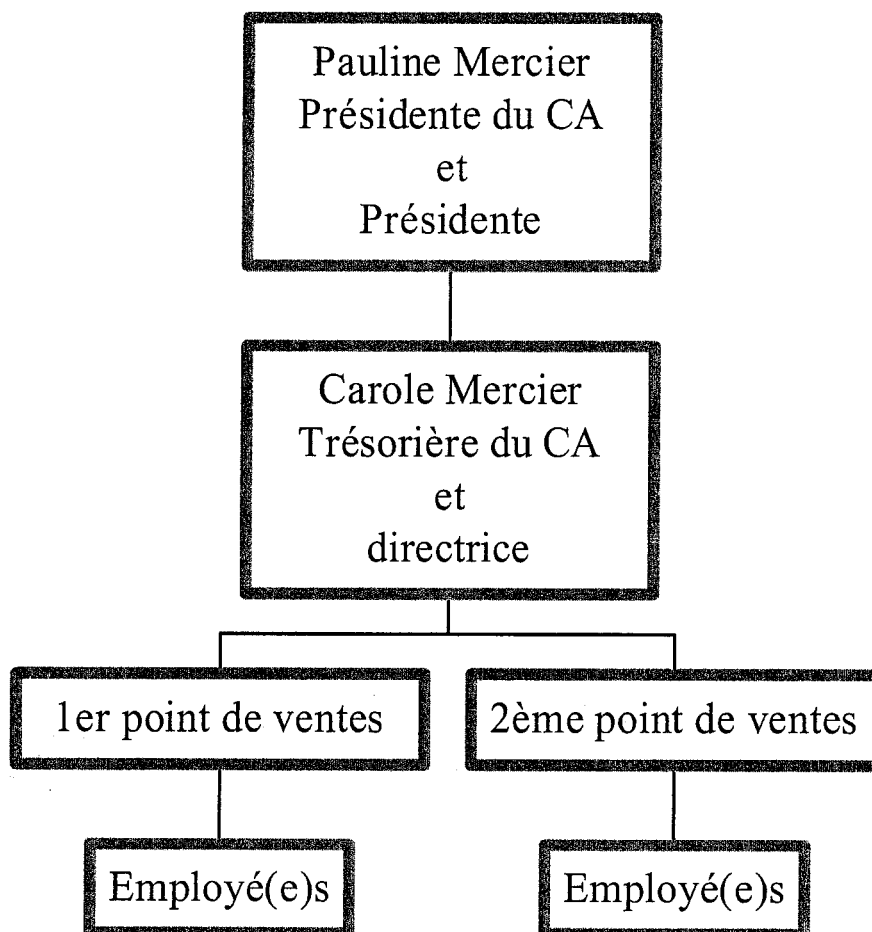 Pauline Mercier
Présidente du CA
et
Présidente
Carole Mercier
Trésorière du CA
et
directrice
1er point de ventes
2ème point de ventes
Employé(e)s
Employé(e)s